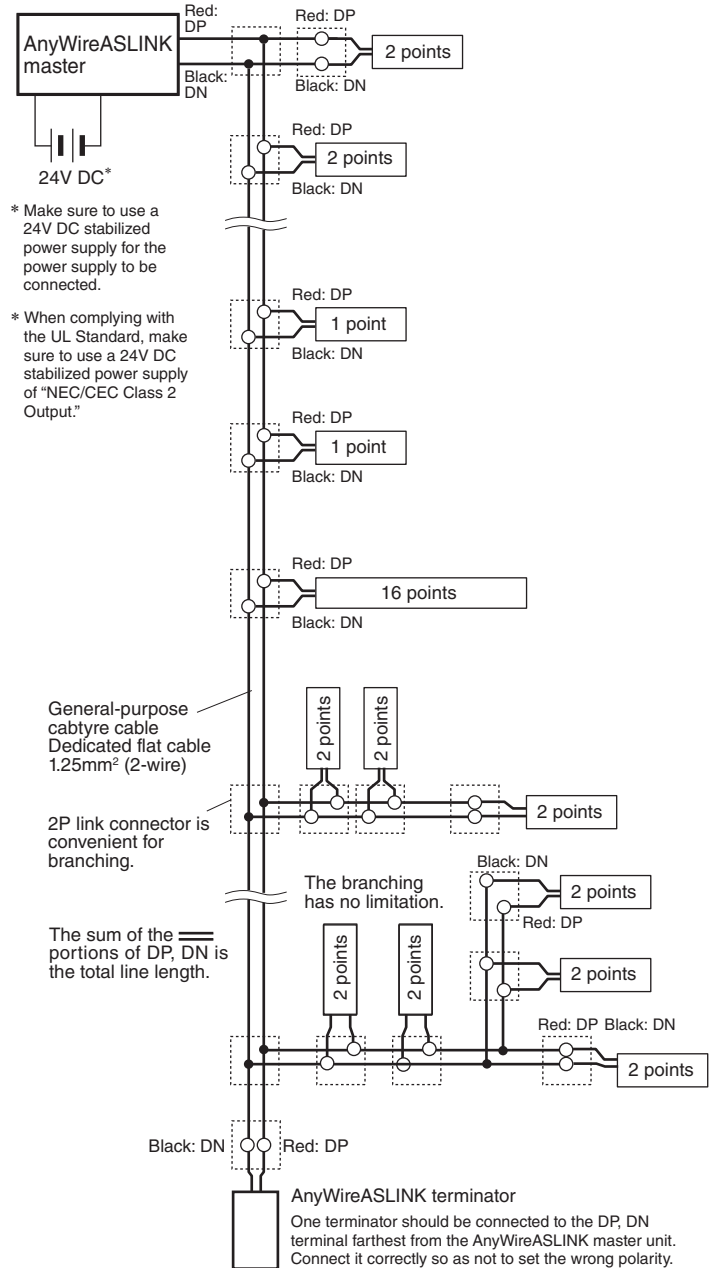 Red:
DP
AnyWireASLINK
master
Black:
DN
Red: DP
2 points
Black: DN
24V DC*
Red: DP
2 points
Black: DN
* Make sure to use a
24V DC stabilized
power supply for the
power supply to be
connected.
* When complying with
the UL Standard, make
sure to use a 24V DC
stabilized power supply
of “NEC/CEC Class 2
Output.”
Red: DP
1 point
Black: DN
Red: DP
1 point
Black: DN
Red: DP
16 points
Black: DN
General-purpose
cabtyre cable
Dedicated flat cable
1.25mm² (2-wire)
2 points
2 points
2 points
2P link connector is
convenient for
branching.
The branching
has no limitation.
Black: DN
2 points
Red: DP
The sum of the
portions of DP, DN is
the total line length.
2 points
2 points
2 points
Red: DP Black: DN
2 points
Black: DN
Red: DP
AnyWireASLINK terminator
One terminator should be connected to the DP, DN
terminal farthest from the AnyWireASLINK master unit.
Connect it correctly so as not to set the wrong polarity.